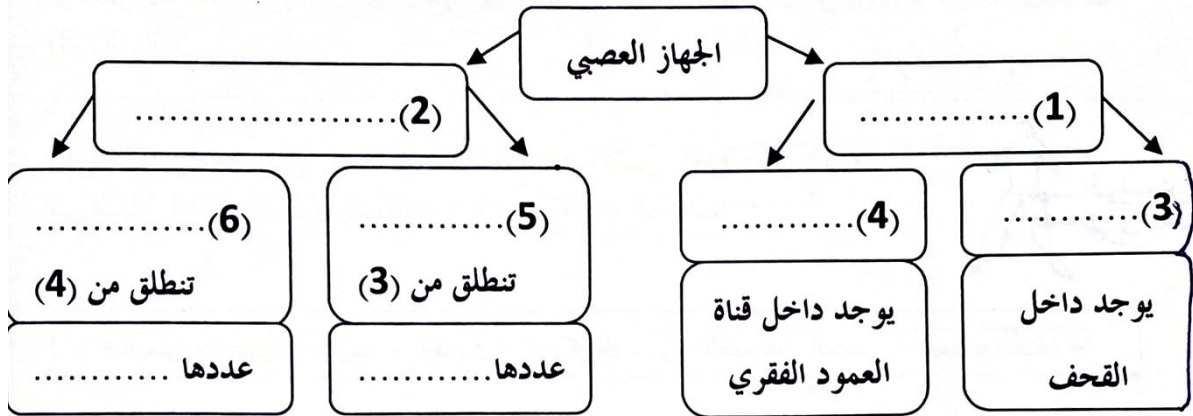 الجهاز العصبي
(1)................
(2)........................
(3)............
يوجد داخل
القحف
(4)............
يوجد داخل قناة
العمود الفقري
(5).............
تنطلق من (3)
عددها...........
(6)................
تنطلق من (4)
عددها ............